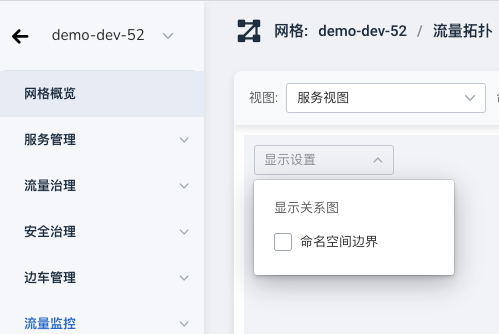 demo-dev-52
网格概览
服务管理
流量治理
安全治理
边车管理
流量监控
网格: demo-dev-52 / 流量拓扑
视图: 服务视图
显示设置
显示关系图
命名空间边界